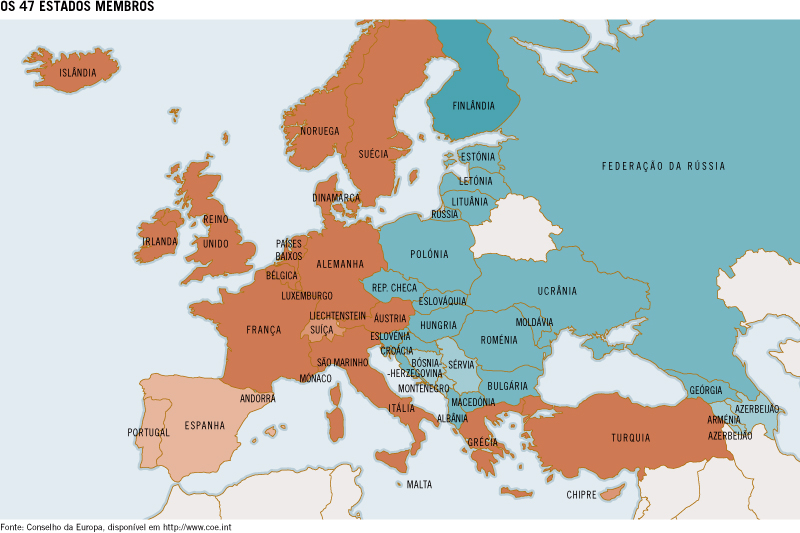 OS 47 ESTADOS MEMBROS
ISLÂNDIA
FINLÂNDIA
NORUEGA
SUÉCIA
ESTÓNIA
FEDERAÇÃO DA RÚSSIA
LETÓNIA
DINAMARCA
LITUÂNIA
RÚSSIA
REINO
UNIDO
IRLANDA
PAÍSES
BAIXOS
POLÓNIA
ALEMANHA
BÉLGICA
REP. CHECA
UCRÂNIA
LUXEMBURGO
ESLOVÁQUIA
LIECHTENSTEIN
ÁUSTRIA
MOLDÁVIA
FRANÇA
SUÍÇA
HUNGRIA
ESLOVÉNIA
ROMÉNIA
CROÁCIA
SÃO MARINHO
BÓSNIA-
-HERZEGOVINA
SÉRVIA
MÓNACO
MONTENEGRO
BULGÁRIA
GEÓRGIA
ANDORRA
MACEDÓNIA
ITÁLIA
ALBÂNIA
AZERBEIJÃO
ARMÉNIA
ESPANHA
PORTUGAL
AZERBEIJÃO
GRÉCIA
TURQUIA
MALTA
CHIPRE
Fonte: Conselho da Europa, disponível em http://www.coe.int